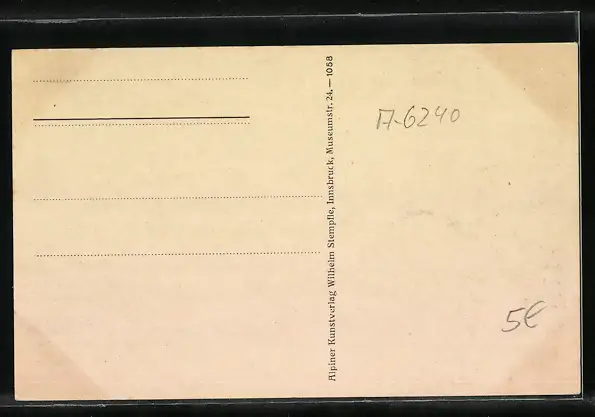 Alpiner Kunstverlag Wilhelm Stempfle, Innsbruck, Museumstr. 24. — 1058
A-6240
5€